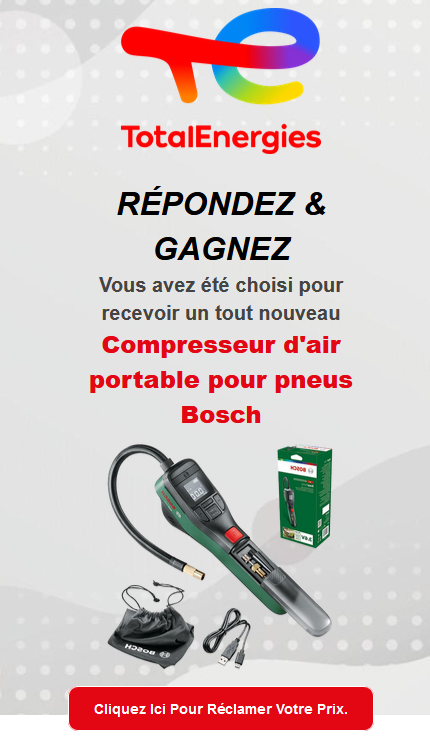 TotalEnergies
RÉPONDEZ &
GAGNEZ
Vous avez été choisi pour
recevoir un tout nouveau
Compresseur d'air
portable pour pneus
Bosch
BOSCH
BOSCH
Cliquez Ici Pour Réclamer Votre Prix.